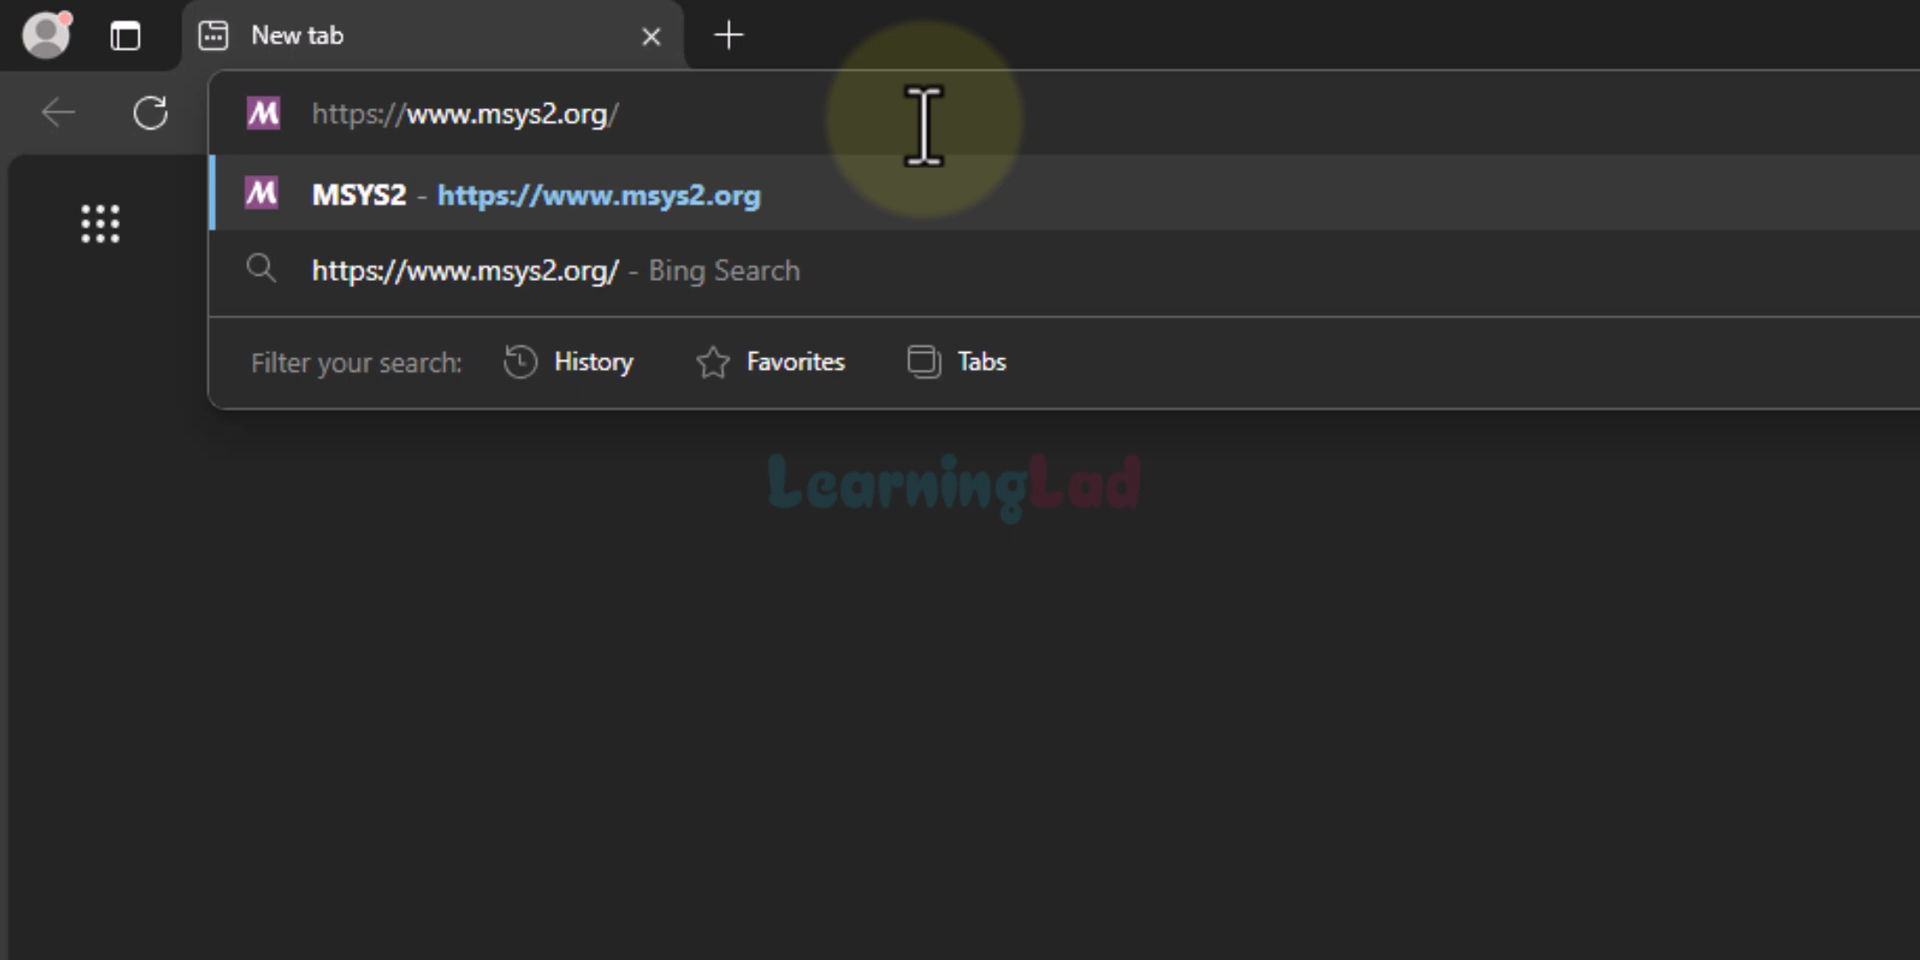 New tab
https://www.msys2.org/
MSYS2 - https://www.msys2.org
https://www.msys2.org/ - Bing Search
Filter your search: History Favorites Tabs
LearningLad